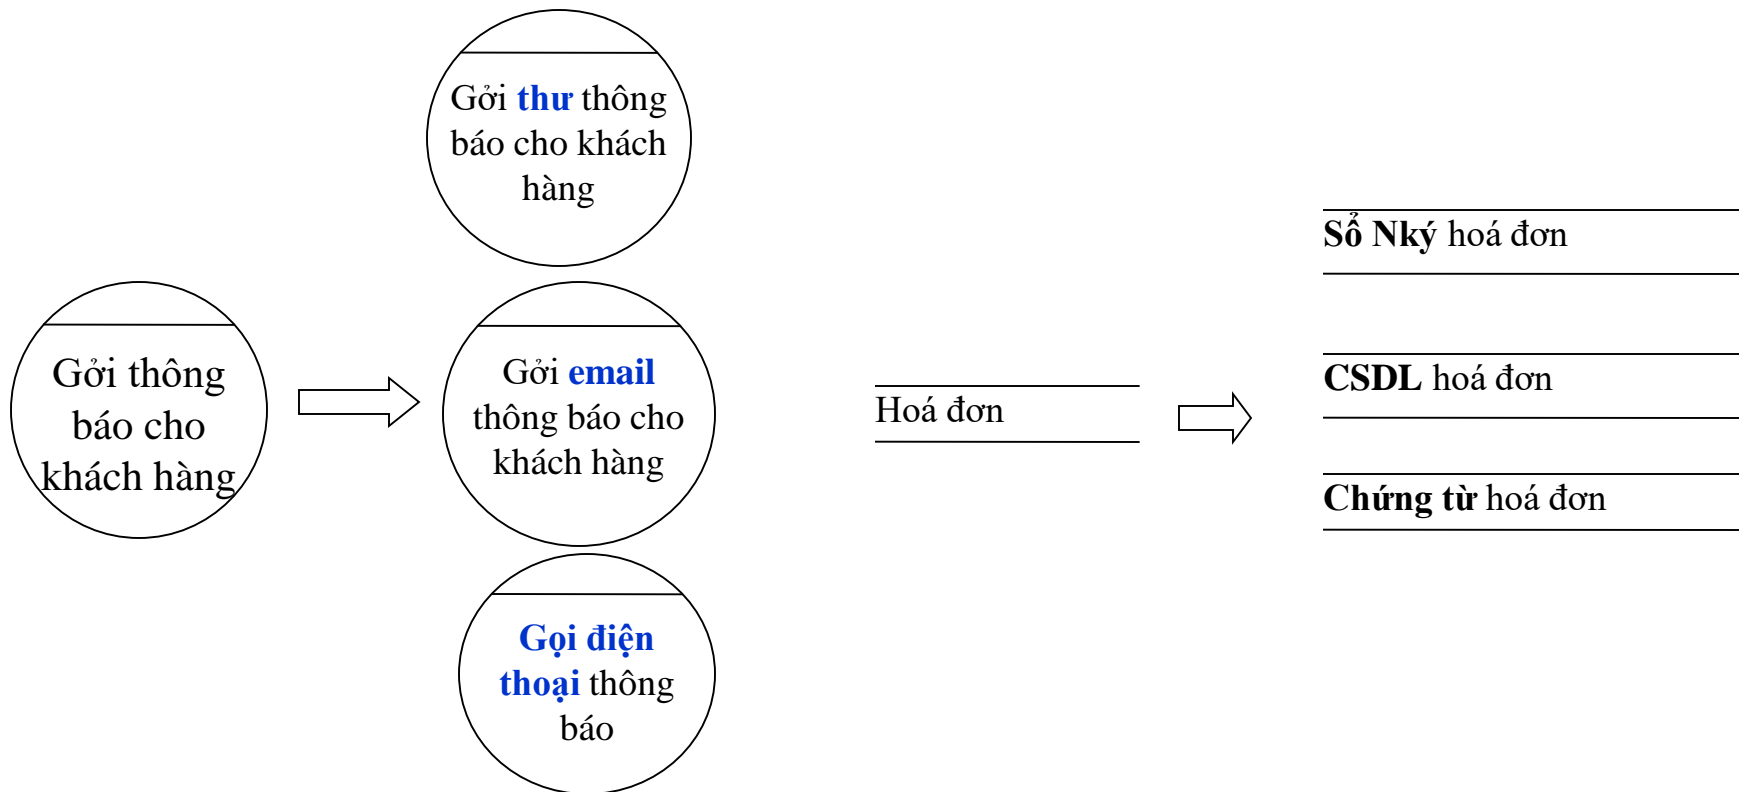 Gởi thư thông
báo cho khách
hàng
Gởi thông
báo cho
khách hàng
Gởi email
thông báo cho
khách hàng
Gọi điện
thoại thông
báo
Hoá đơn
Sổ Nký hoá đơn
CSDL hoá đơn
Chứng từ hoá đơn